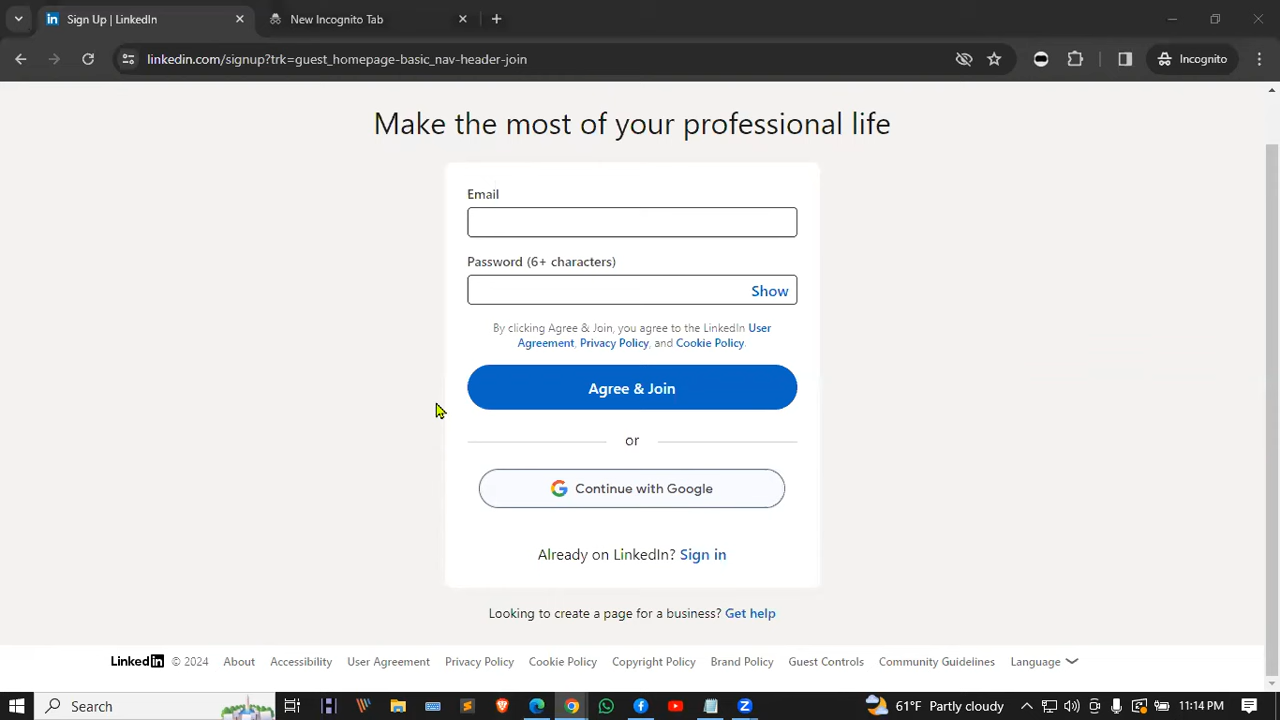 Sign Up | LinkedIn
New Incognito Tab
linkedin.com/signup?trk=guest_homepage-basic_nav-header-join
Incognito
Make the most of your professional life
Email
Password (6+ characters)
Show
By clicking Agree & Join, you agree to the LinkedIn User
Agreement, Privacy Policy, and Cookie Policy.
Agree & Join
or
Continue with Google
Already on LinkedIn? Sign in
Looking to create a page for a business? Get help
LinkedIn © 2024 About Accessibility User Agreement Privacy Policy Cookie Policy Copyright Policy Brand Policy Guest Controls Community Guidelines Language
Search 61°F Partly cloudy 11:14 PM